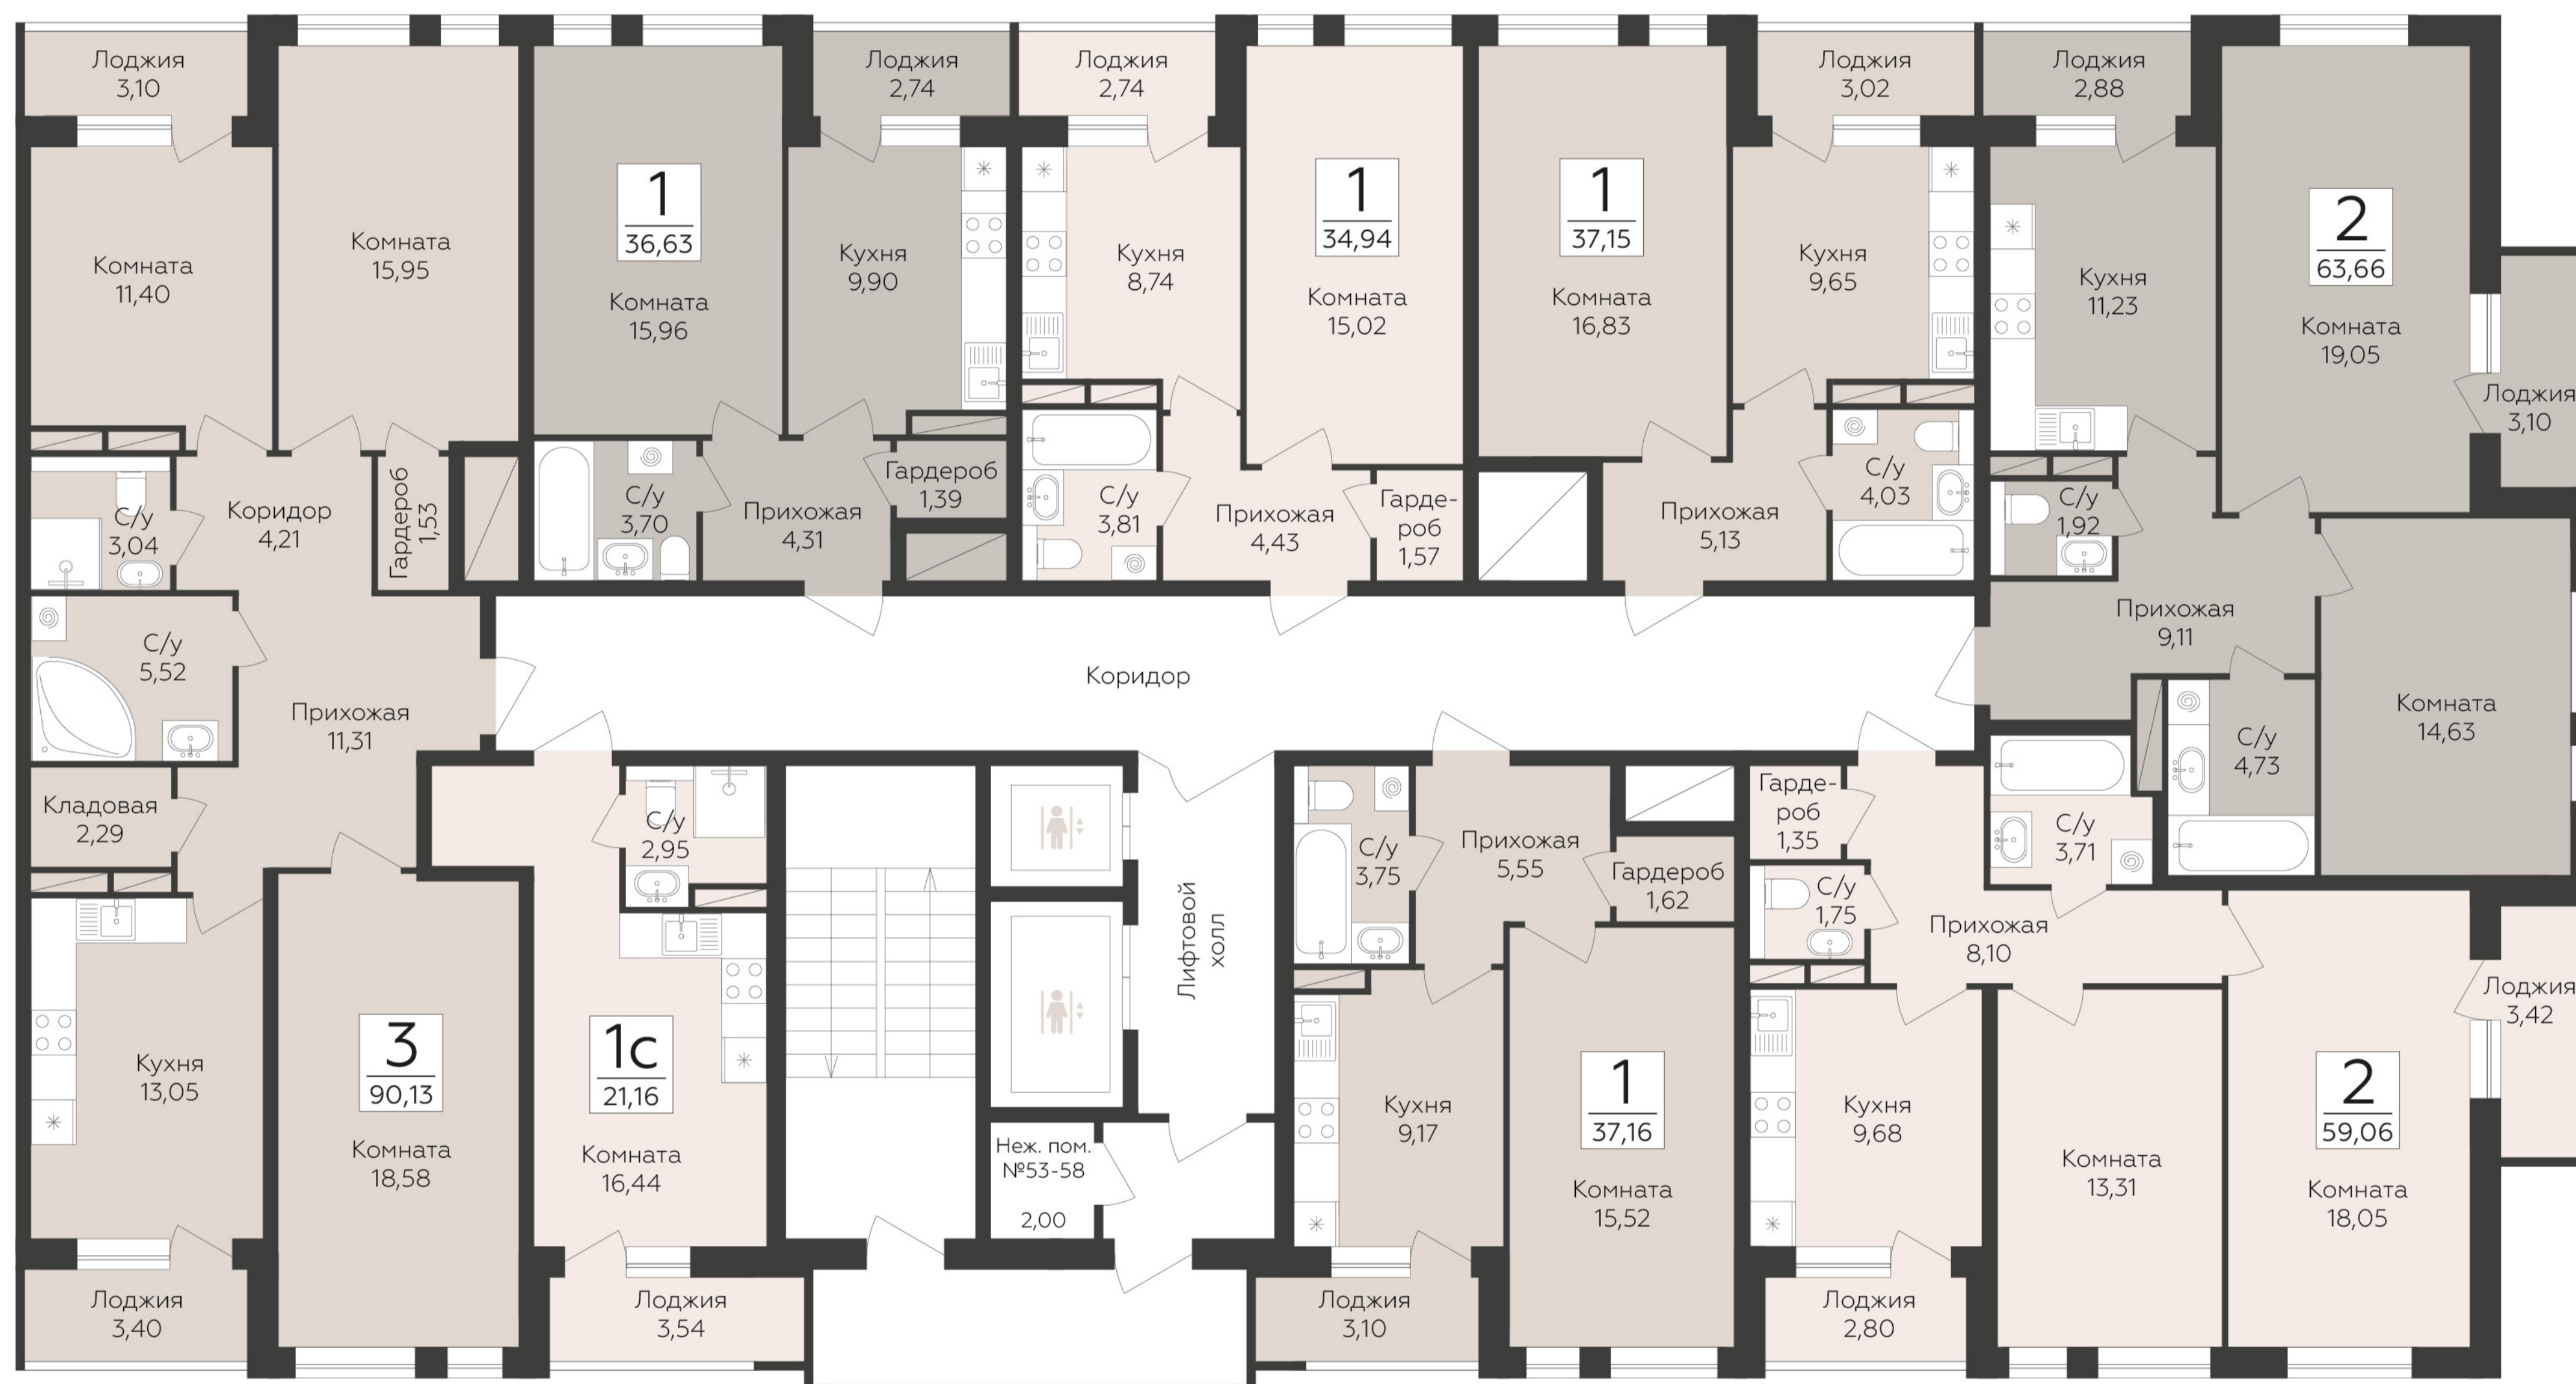 Лоджия
3,10
Комната
11,40
Комната
15,95
1
36,63
Комната
15,96
Лоджия
2,74
Кухня
9,90
Лоджия
2,74
Кухня
8,74
1
34,94
Комната
15,02
1
37,15
Комната
16,83
Лоджия
3,02
Кухня
9,65
Лоджия
2,88
Кухня
11,23
2
63,66
Комната
19,05
Лоджия
3,10
С/у
3,04
Коридор
4,21
Гардероб
1,53
С/у
3,70
Прихожая
4,31
Гардероб
1,39
С/у
3,81
Прихожая
4,43
Гарде-
роб
1,57
Прихожая
5,13
С/у
4,03
С/у
1,92
Прихожая
9,11
С/у
5,52
Прихожая
11,31
Коридор
Комната
14,63
С/у
4,73
Кладовая
2,29
С/у
2,95
Лифтовой
холл
С/у
3,75
Прихожая
5,55
Гардероб
1,62
Гарде-
роб
1,35
С/у
1,75
С/у
3,71
Прихожая
8,10
Лоджия
3,42
Кухня
13,05
3
90,13
Комната
18,58
1с
21,16
Комната
16,44
Неж. пом.
№53-58
2,00
Кухня
9,17
1
37,16
Комната
15,52
Кухня
9,68
Комната
13,31
2
59,06
Комната
18,05
Лоджия
3,40
Лоджия
3,54
Лоджия
3,10
Лоджия
2,80